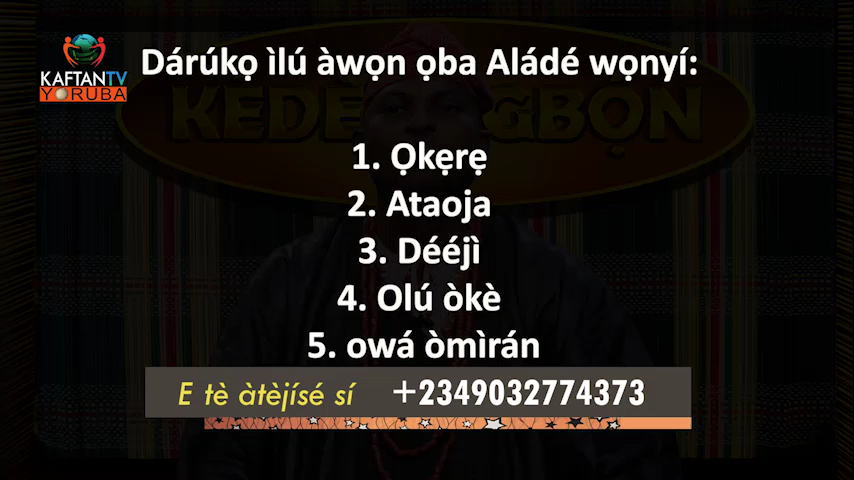 KAFTANTV
YORUBA
Dárúkọ ìlú àwọn ọba Aládé wọnyí:
1. Ọkẹrẹ
2. Ataoja
3. Dééjì
4. Olú òkè
5. owá òmìrán
E tè àtèjísé sí +2349032774373